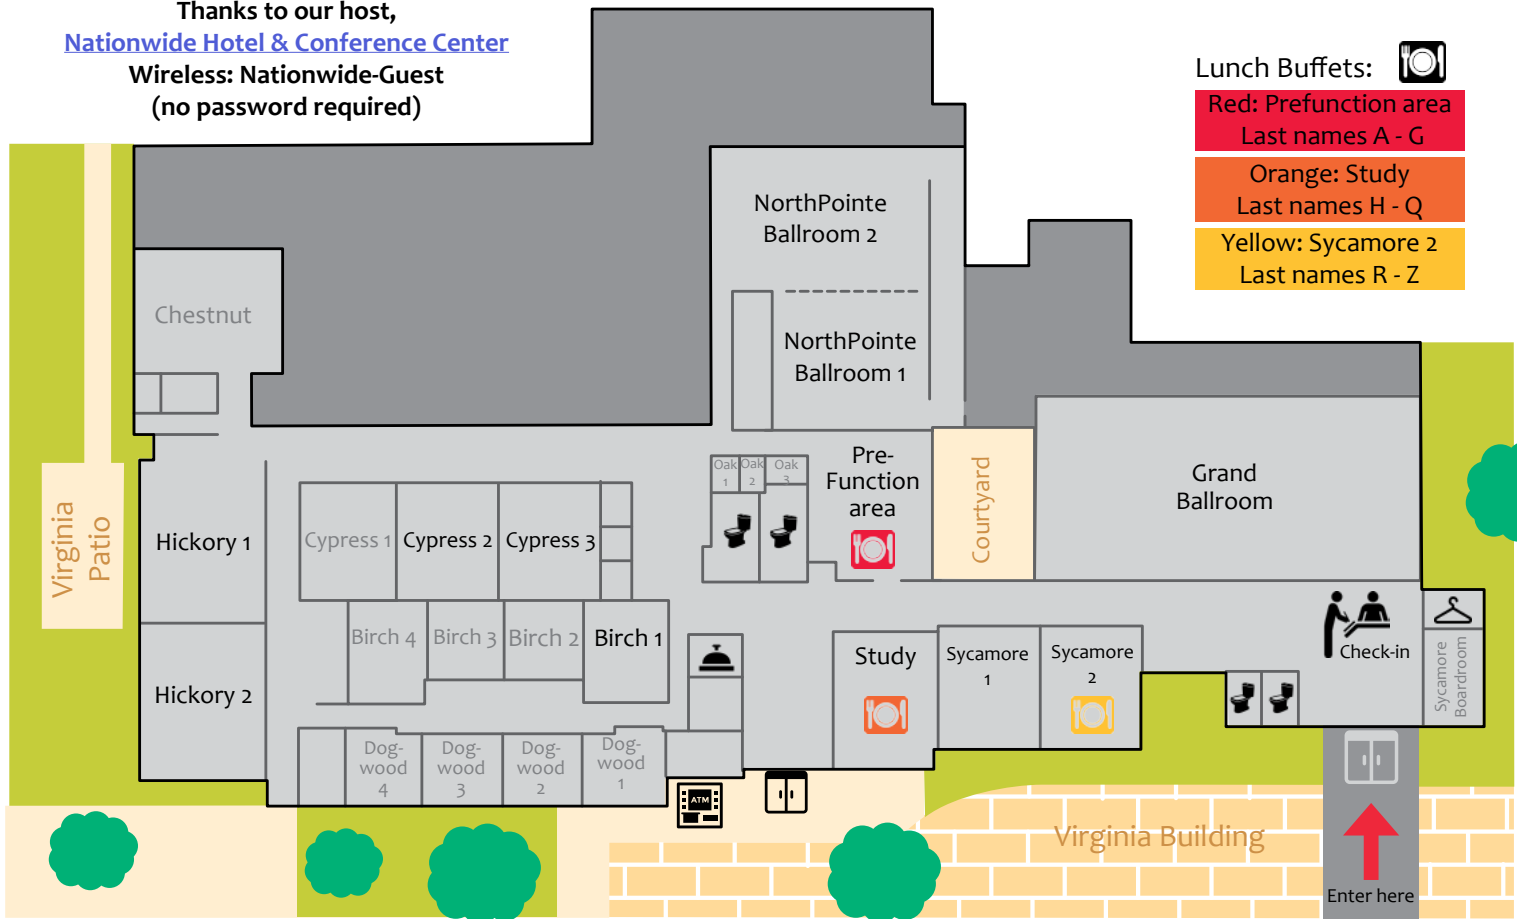 Thanks to our host,
Nationwide Hotel & Conference Center
Wireless: Nationwide-Guest
(no password required)
Lunch Buffets:
Red: Prefunction area
Last names A - G
Orange: Study
Last names H - Q
Yellow: Sycamore 2
Last names R - Z
NorthPointe
Ballroom 2
Chestnut
NorthPointe
Ballroom 1
Pre-
Function
area
Oak
1
Oak
2
Oak
3
Courtyard
Grand
Ballroom
Virginia
Patio
Hickory 1
Cypress 1
Cypress 2
Cypress 3
Birch 4
Birch 3
Birch 2
Birch 1
Study
Sycamore
1
Sycamore
2
Check-in
Sycamore
Boardroom
Hickory 2
Dog-
wood
4
Dog-
wood
3
Dog-
wood
2
Dog-
wood
1
ATM
Virginia Building
Enter here